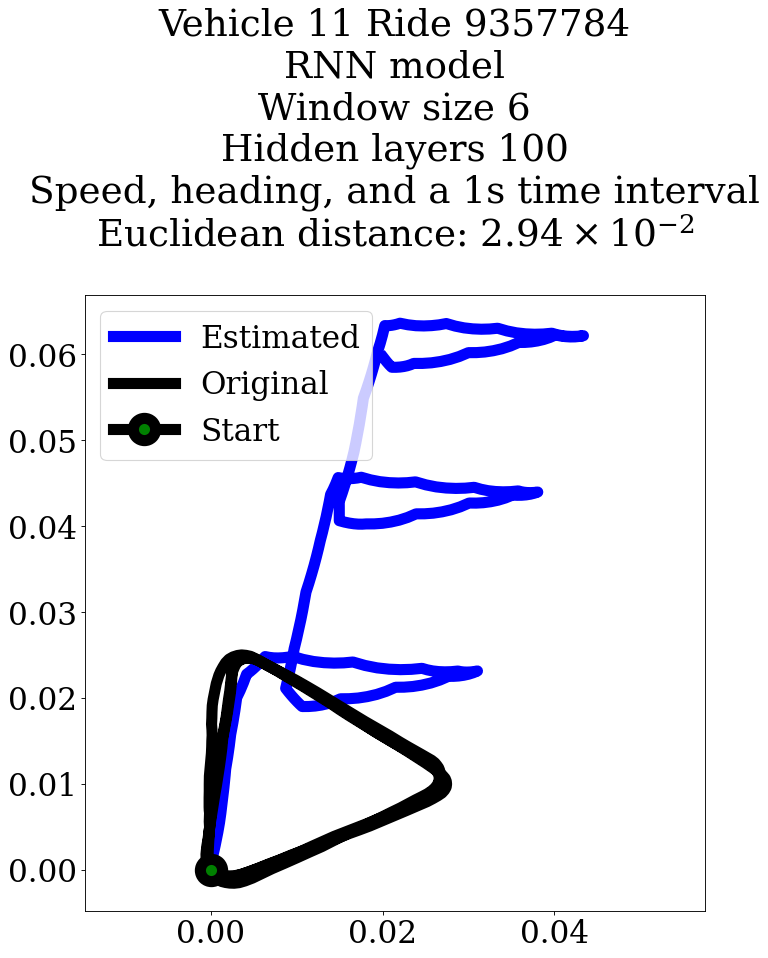 Vehicle 11 Ride 9357784
RNN model
Window size 6
Hidden layers 100
Speed, heading, and a 1s time interval
Euclidean distance: 2.94 × 10⁻²
Estimated
Original
Start
0.06
0.05
0.04
0.03
0.02
0.01
0.00
0.00 0.02 0.04